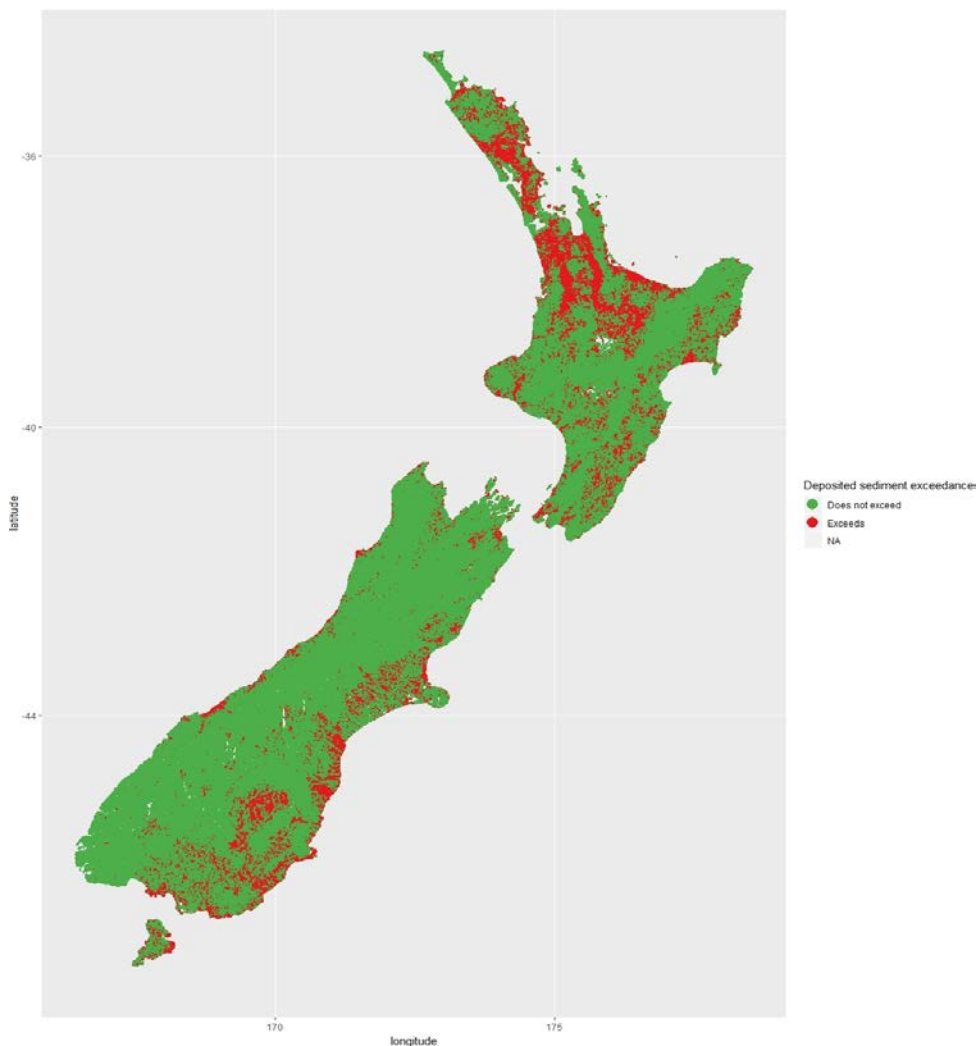 -36
-40
-44
latitude
170
175
longitude
Deposited sediment exceedances
Does not exceed
Exceeds
NA